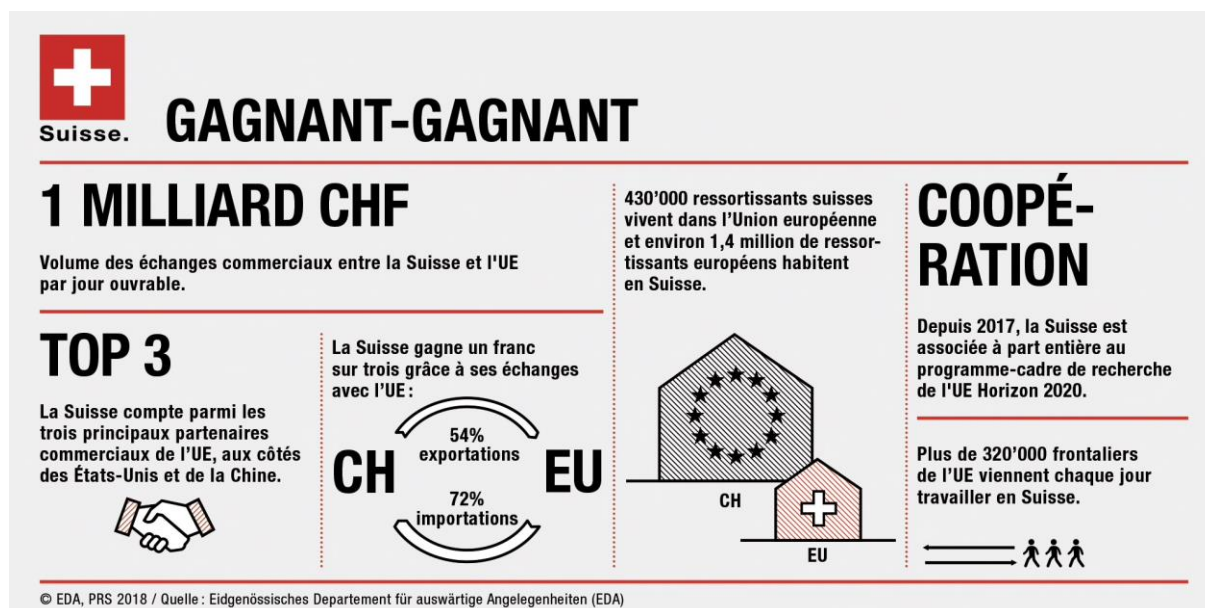 Suisse.
GAGNANT-GAGNANT
1 MILLIARD CHF
Volume des échanges commerciaux entre la Suisse et l'UE
par jour ouvrable.
TOP 3
La Suisse compte parmi les
trois principaux partenaires
commerciaux de l’UE, aux côtés
des États-Unis et de la Chine.
La Suisse gagne un franc
sur trois grâce à ses échanges
avec l’UE :
CH
54%
exportations
72%
importations
EU
430’000 ressortissants suisses
vivent dans l’Union européenne
et environ 1,4 million de ressor-
tissants européens habitent
en Suisse.
CH
EU
COOPÉ-
RATION
Depuis 2017, la Suisse est
associée à part entière au
programme-cadre de recherche
de l'UE Horizon 2020.
Plus de 320’000 frontaliers
de l’UE viennent chaque jour
travailler en Suisse.
© EDA, PRS 2018 / Quelle : Eidgenössisches Departement für auswärtige Angelegenheiten (EDA)